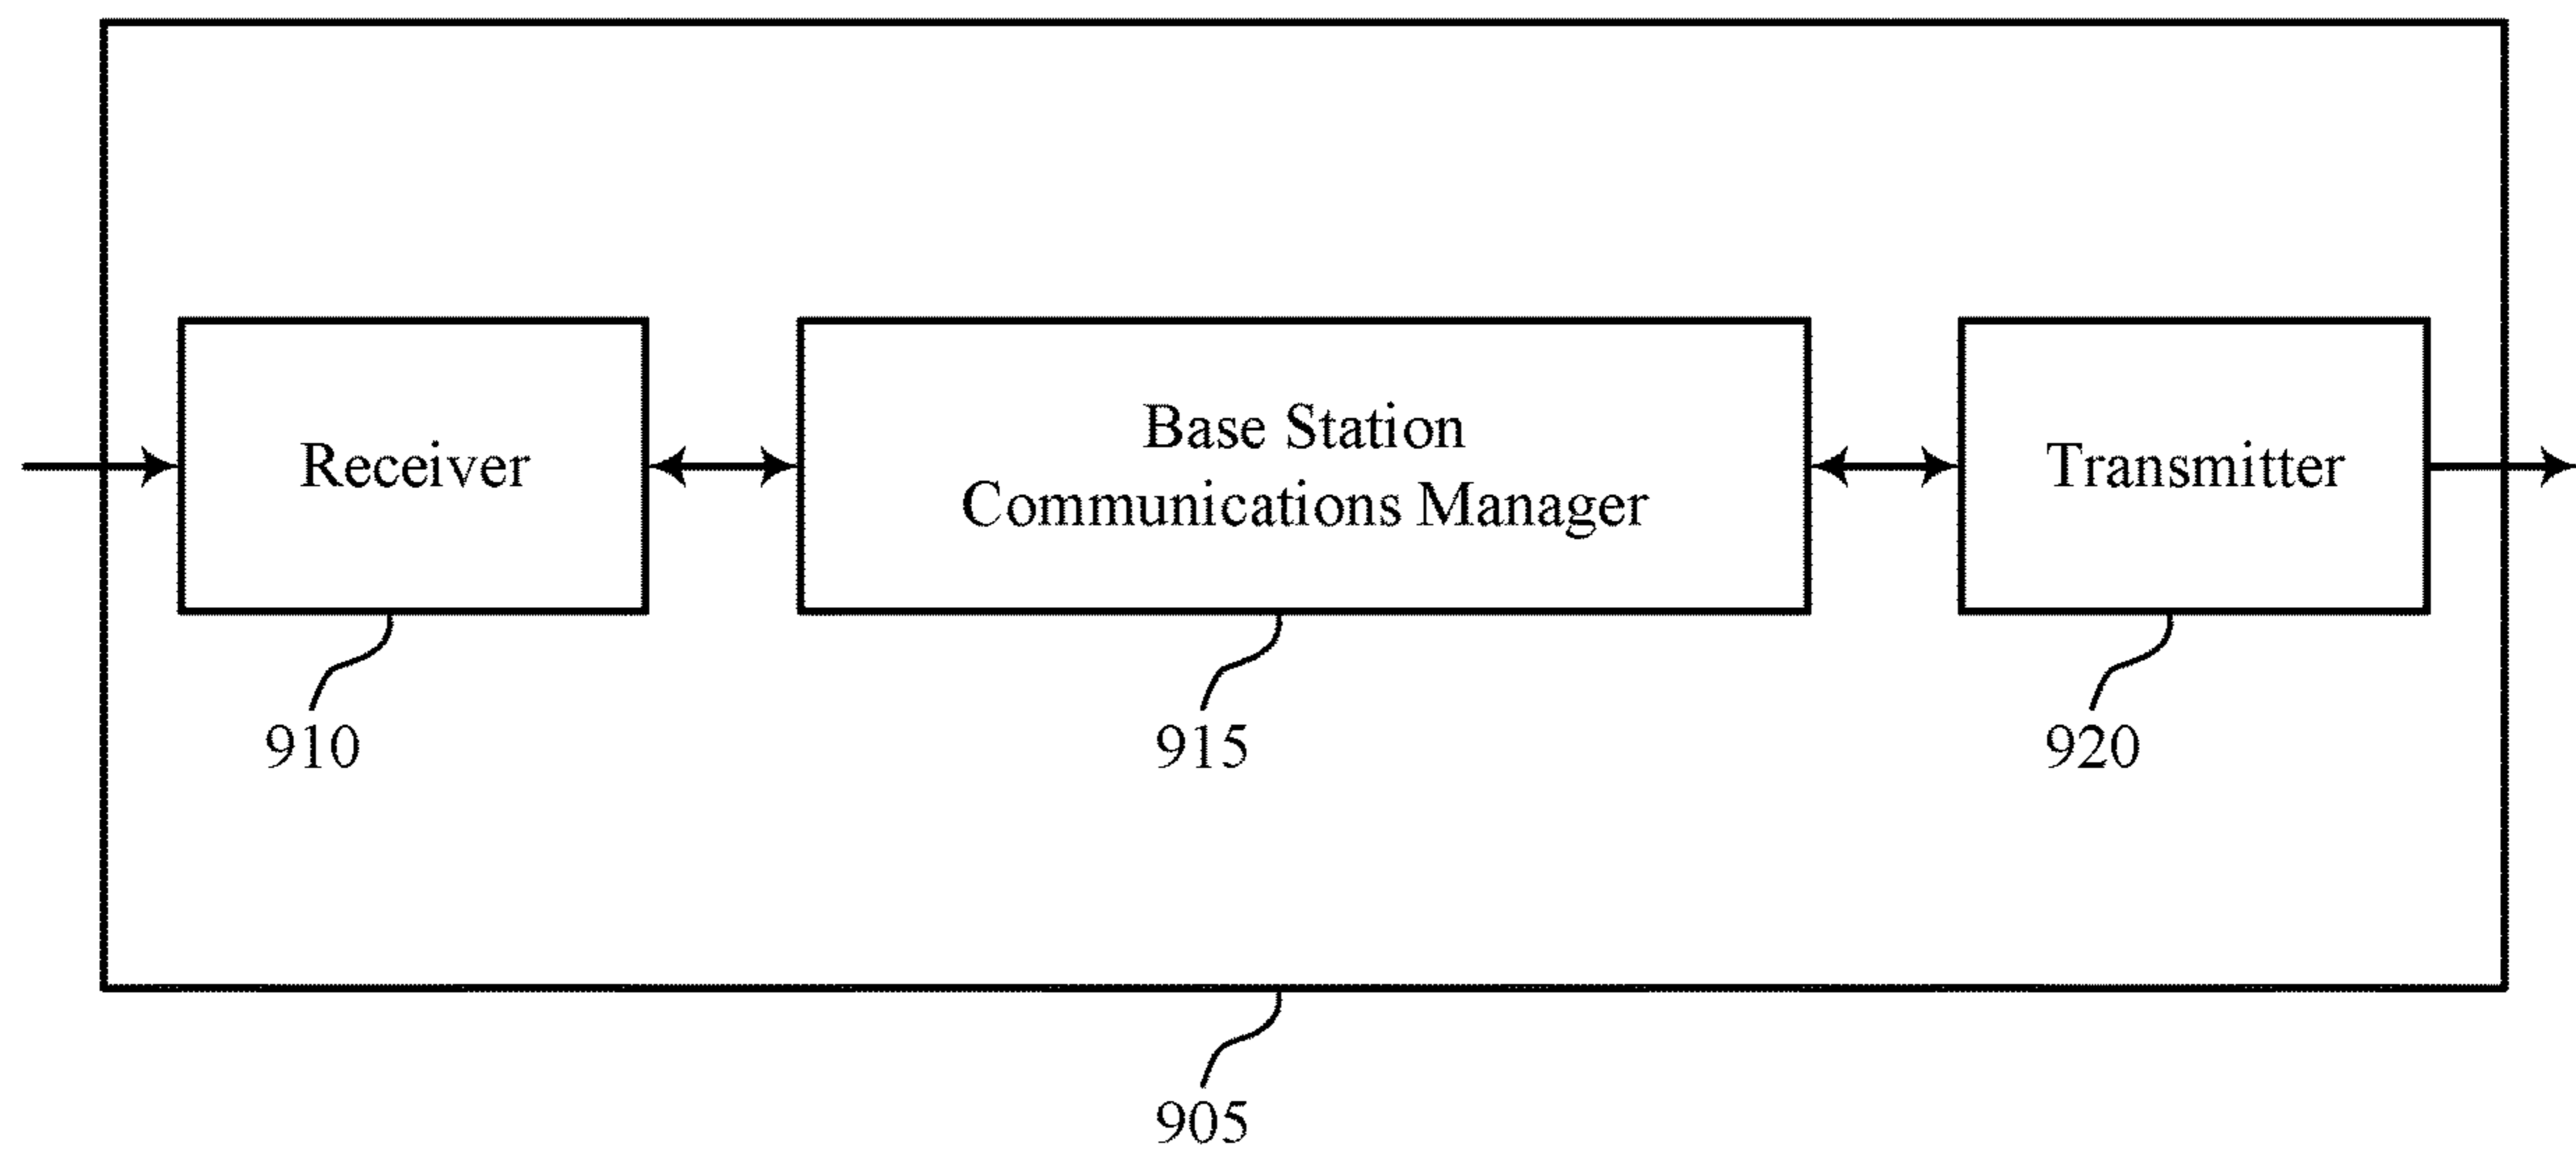 Receiver
Base Station
Communications Manager
Transmitter
910
915
920
905